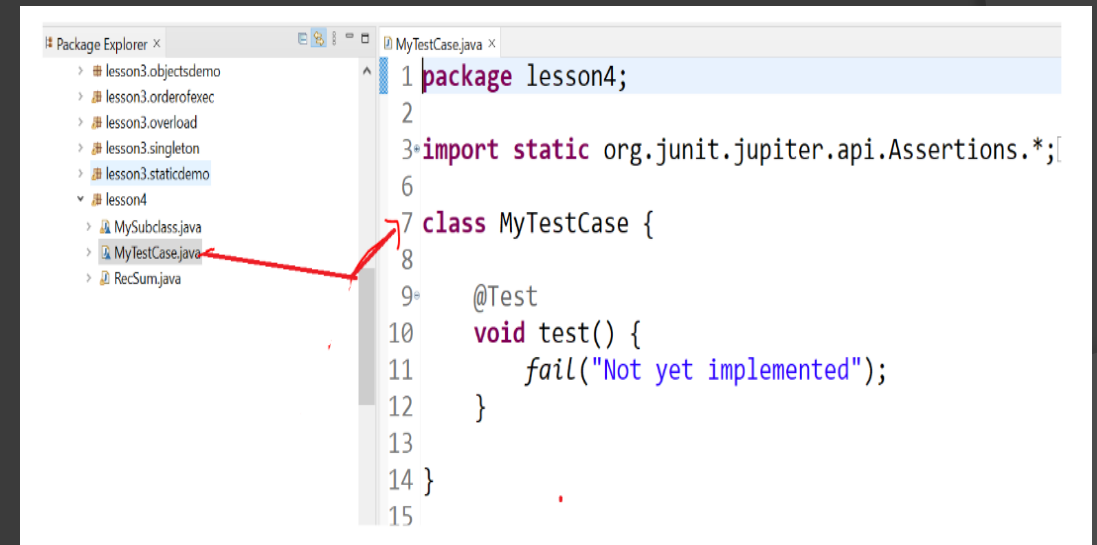 Package Explorer ×
lesson3.objectsdemo
lesson3.orderofexec
lesson3.overload
lesson3.singleton
lesson3.staticdemo
lesson4
MySubclass.java
MyTestCase.java
RecSum.java
MyTestCase.java ×
1 package lesson4;
2
3 import static org.junit.jupiter.api.Assertions.*;
6
7 class MyTestCase {
8
9 @Test
10 void test() {
11 fail("Not yet implemented");
12 }
13
14 }
15